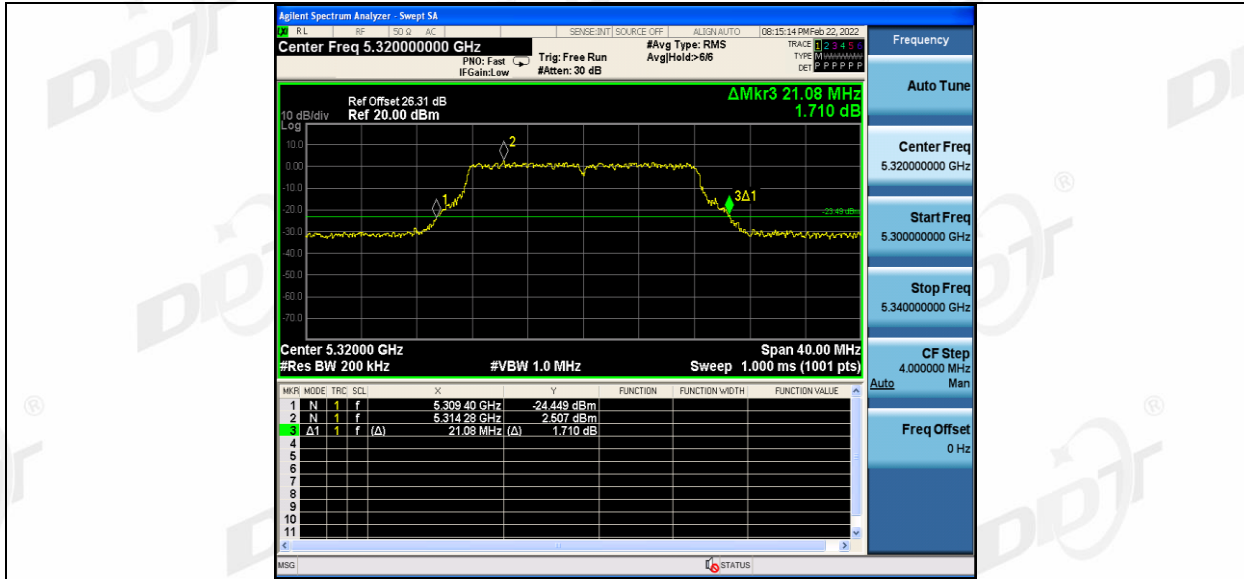 Agilent Spectrum Analyzer - Swept SA
RL RF 50 Ω AC SENSE:INT SOURCE OFF ALIGN AUTO 08:15:14 PM Feb 22, 2022
Center Freq 5.320000000 GHz
PNO: Fast
IFGain:Low
Trig: Free Run
#Atten: 30 dB
#Avg Type: RMS
Avg|Hold:>6/6
TRACE 1 2 3 4 5 6
TYPE M
DET P P P P P P
Ref Offset 26.31 dB
10 dB/div Ref 20.00 dBm
Log
ΔMkr3 21.08 MHz
1.710 dB
10.0
0.00
-10.0
-20.0
-30.0
-40.0
-50.0
-60.0
-70.0
1
2
3Δ1
-23.49 dBm
Center 5.32000 GHz Span 40.00 MHz
#Res BW 200 kHz #VBW 1.0 MHz Sweep 1.000 ms (1001 pts)
MKR MODE TRC SCL X Y FUNCTION FUNCTION WIDTH FUNCTION VALUE
1 N 1 f 5.309 40 GHz -24.449 dBm
2 N 1 f 5.314 28 GHz 2.507 dBm
3 Δ1 1 f (Δ) 21.08 MHz (Δ) 1.710 dB
4
5
6
7
8
9
10
11
MSG STATUS
Frequency
Auto Tune
Center Freq
5.320000000 GHz
Start Freq
5.300000000 GHz
Stop Freq
5.340000000 GHz
CF Step
4.000000 MHz
Auto Man
Freq Offset
0 Hz
DDT
®